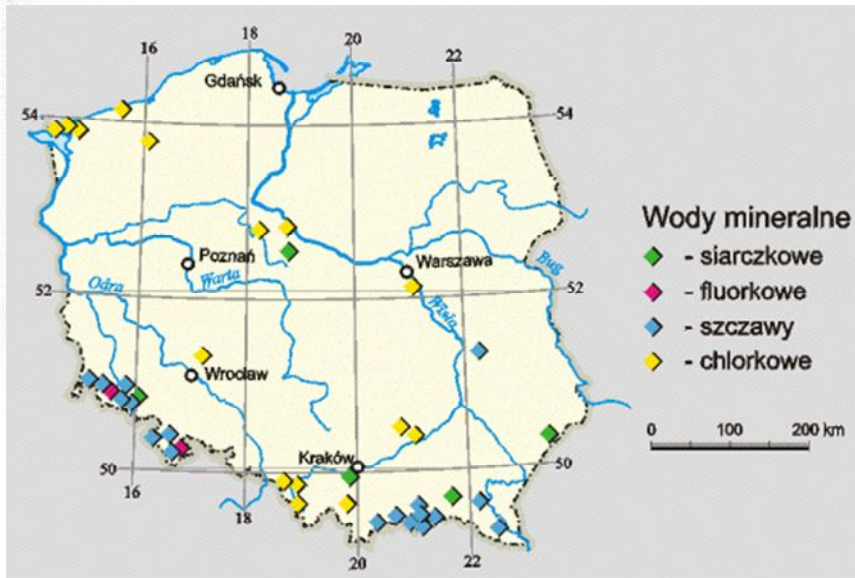 16
18
20
22
Gdańsk
54
54
Poznań
Warta
Odra
Warszawa
Bug
Wisła
52
52
Wrocław
Kraków
50
50
16
18
20
22
Wody mineralne
- siarczkowe
- fluorkowe
- szczawy
- chlorkowe
0 100 200 km